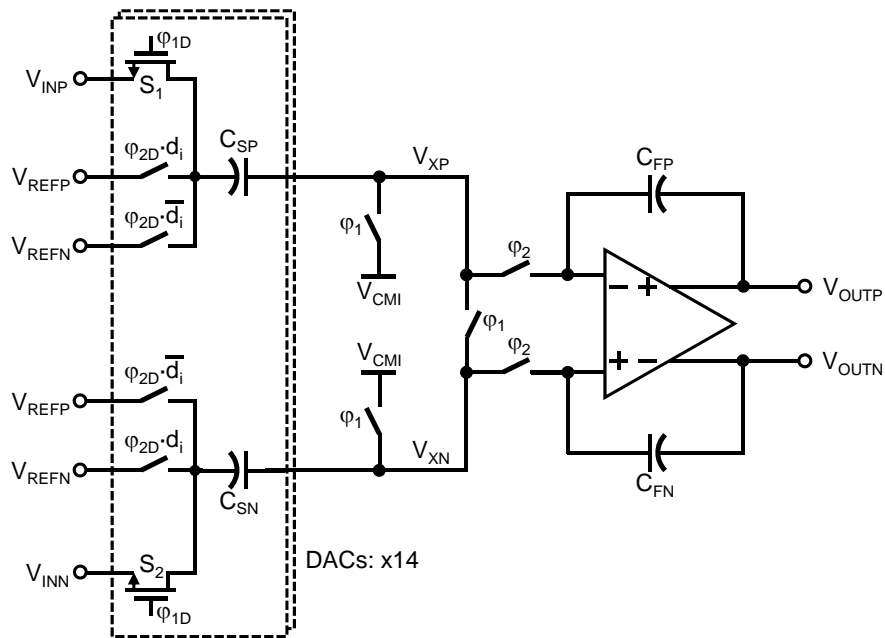 φ1D
VINP
S1
CSP
VXP
CFP
φ2D·di
VREFP
φ2D·d̅i
VREFN
φ1
VCMI
φ2
− +
VOUTP
φ1
VCMI
φ2
+ −
VOUTN
φ2D·d̅i
VREFP
φ1
φ2D·di
VREFN
CSN
VXN
CFN
S2
VINN
φ1D
DACs: x14